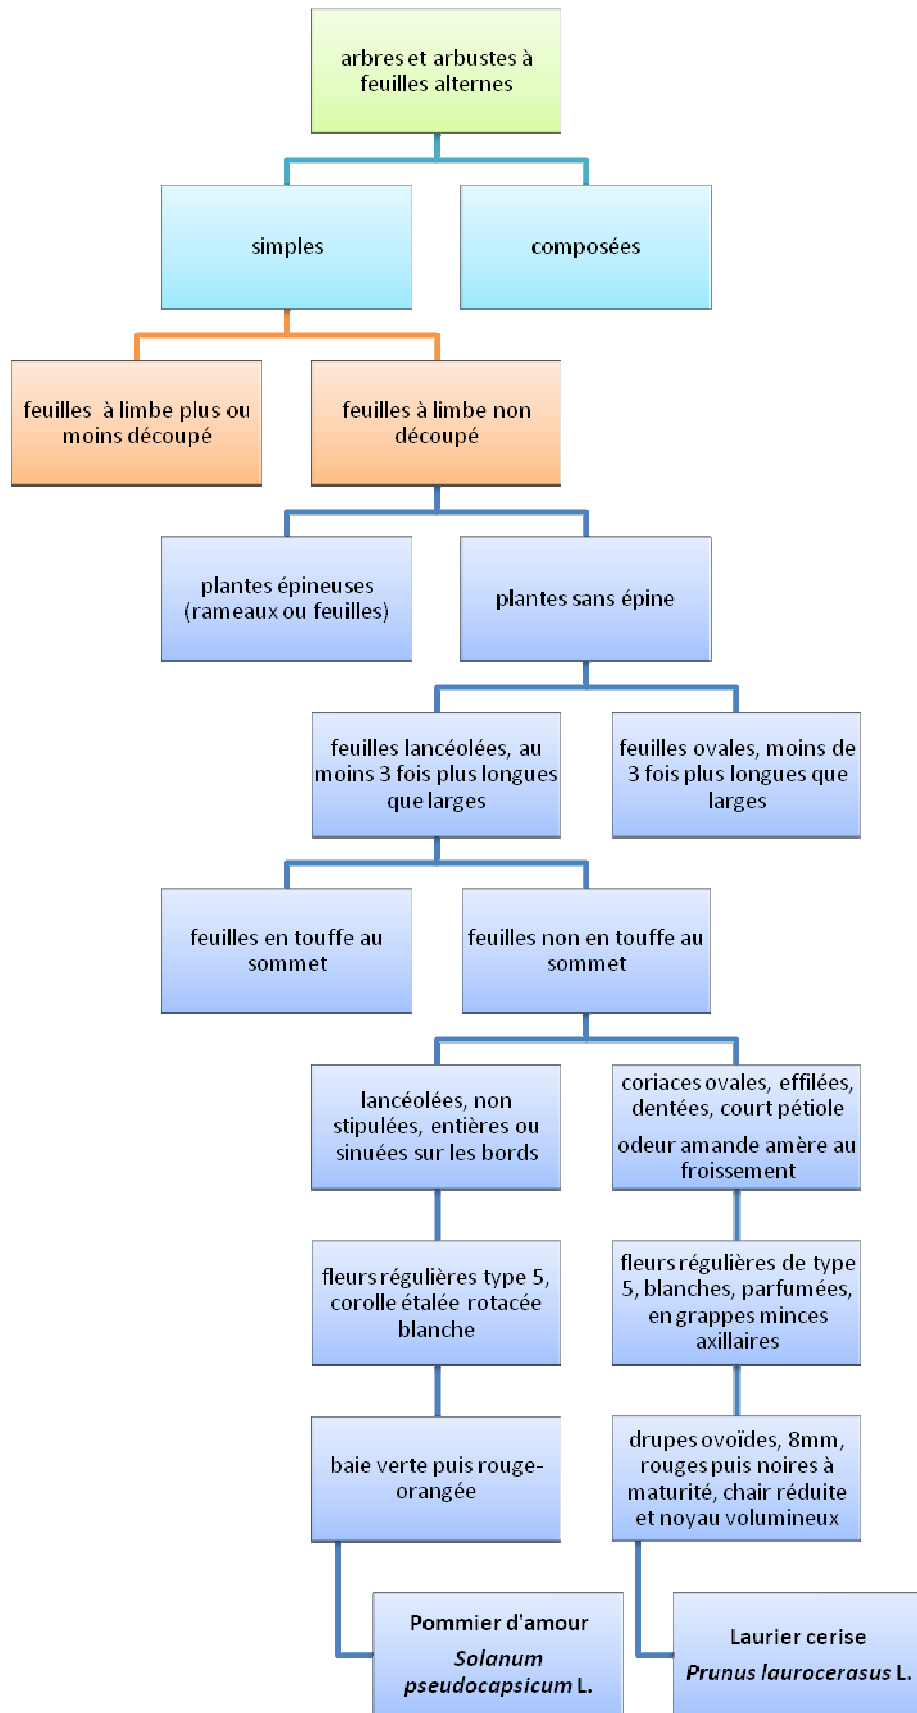 arbres et arbustes à
feuilles alternes
simples
composées
feuilles à limbe plus ou
moins découpé
feuilles à limbe non
découpé
plantes épineuses
(rameaux ou feuilles)
plantes sans épine
feuilles lancéolées, au
moins 3 fois plus longues
que larges
feuilles ovales, moins de
3 fois plus longues que
larges
feuilles en touffe au
sommet
feuilles non en touffe au
sommet
lancéolées, non
stipulées, entières ou
sinuées sur les bords
coriaces ovales, effilées,
dentées, court pétiole
odeur amande amère au
froissement
fleurs régulières type 5,
corolle étalée rotacée
blanche
fleurs régulières de type
5, blanches, parfumées,
en grappes minces
axillaires
baie verte puis rouge-
orangée
drupes ovoïdes, 8mm,
rouges puis noires à
maturité, chair réduite
et noyau volumineux
Pommier d'amour
Solanum
pseudocapsicum L.
Laurier cerise
Prunus laurocerasus L.